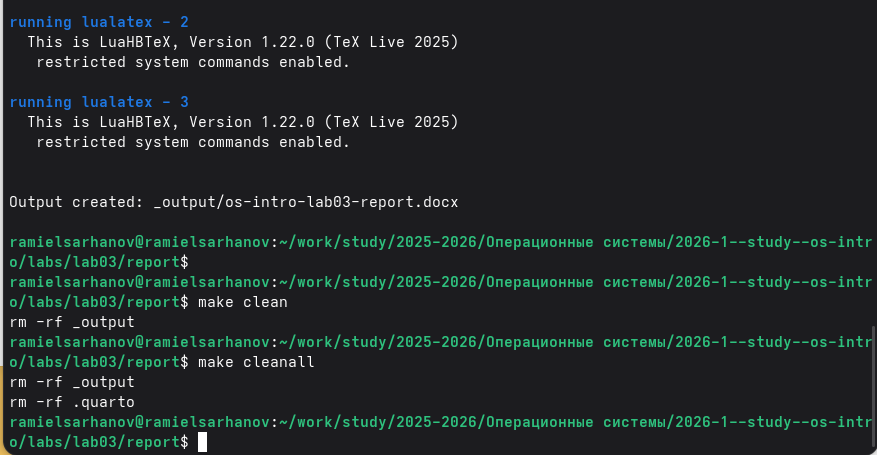 running lualatex - 2
  This is LuaHBTeX, Version 1.22.0 (TeX Live 2025)
   restricted system commands enabled.
running lualatex - 3
  This is LuaHBTeX, Version 1.22.0 (TeX Live 2025)
   restricted system commands enabled.
Output created: _output/os-intro-lab03-report.docx
ramielsarhanov@ramielsarhanov:~/work/study/2025-2026/Операционные системы/2026-1--study--os-intr
o/labs/lab03/report$
ramielsarhanov@ramielsarhanov:~/work/study/2025-2026/Операционные системы/2026-1--study--os-intr
o/labs/lab03/report$ make clean
rm -rf _output
ramielsarhanov@ramielsarhanov:~/work/study/2025-2026/Операционные системы/2026-1--study--os-intr
o/labs/lab03/report$ make cleanall
rm -rf _output
rm -rf .quarto
ramielsarhanov@ramielsarhanov:~/work/study/2025-2026/Операционные системы/2026-1--study--os-intr
o/labs/lab03/report$